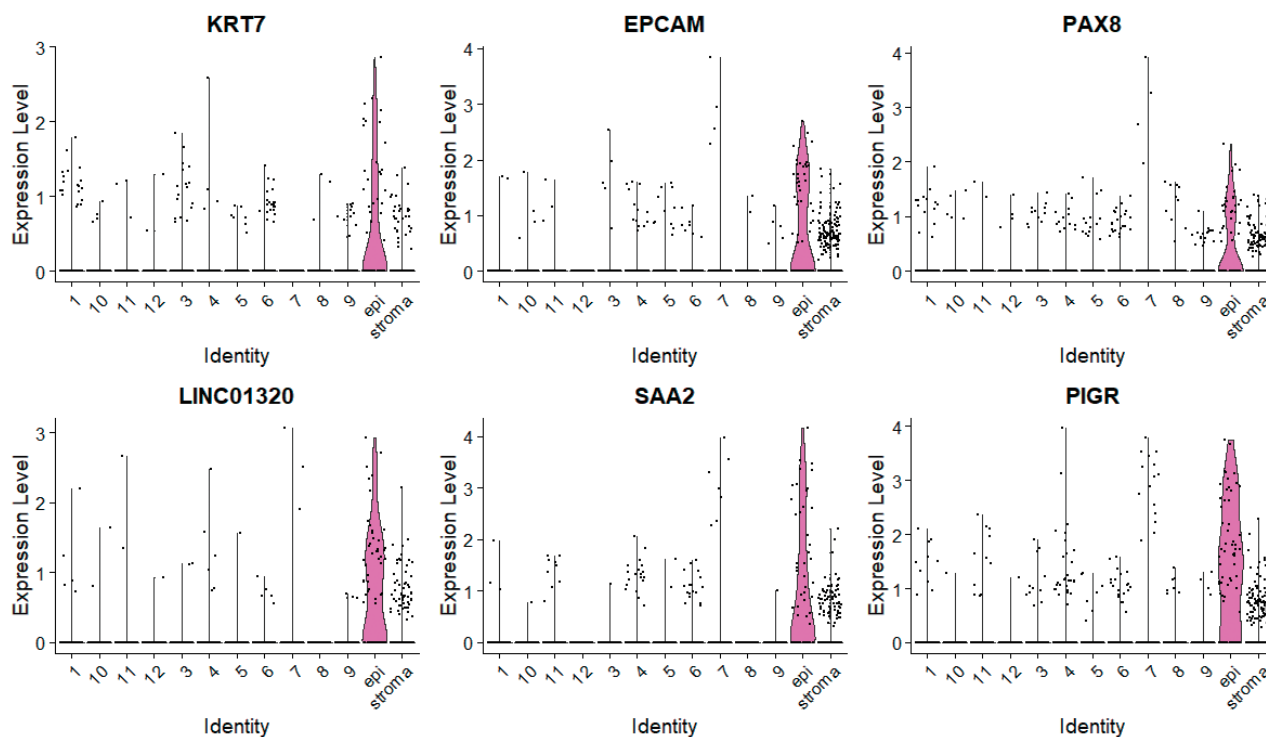 KRT7 EPCAM PAX8
Expression Level Expression Level Expression Level
3 4 4
3 3
2
2 2
1
1 1
0 0 0
1 10 11 12 3 4 5 6 7 8 9 epi stroma 1 10 11 12 3 4 5 6 7 8 9 epi stroma 1 10 11 12 3 4 5 6 7 8 9 epi stroma
Identity Identity Identity
LINC01320 SAA2 PIGR
Expression Level Expression Level Expression Level
3 4 4
3 3
2
2 2
1
1 1
0 0 0
1 10 11 12 3 4 5 6 7 8 9 epi stroma 1 10 11 12 3 4 5 6 7 8 9 epi stroma 1 10 11 12 3 4 5 6 7 8 9 epi stroma
Identity Identity Identity